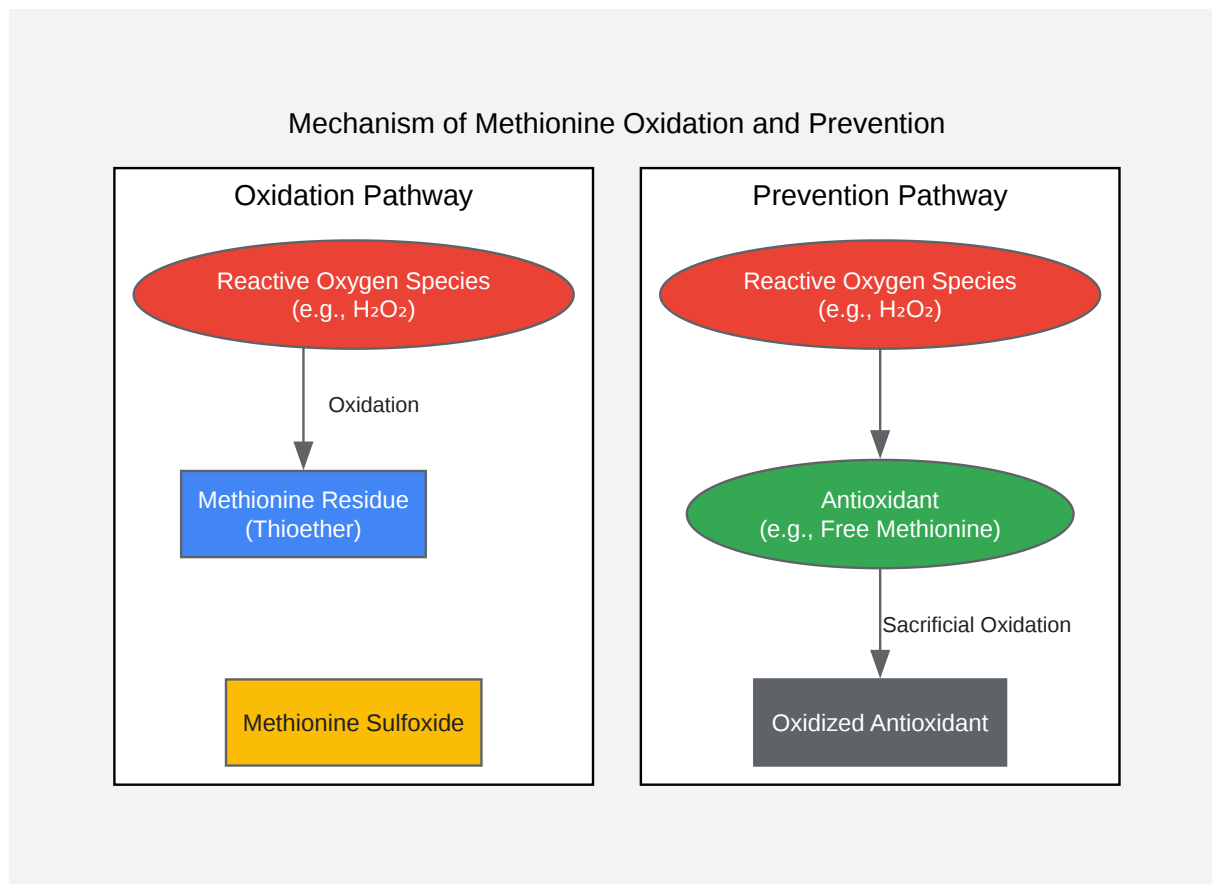 Mechanism of Methionine Oxidation and Prevention
Oxidation Pathway
Reactive Oxygen Species
(e.g., H₂O₂)
Oxidation
Methionine Residue
(Thioether)
Methionine Sulfoxide
Prevention Pathway
Reactive Oxygen Species
(e.g., H₂O₂)
Antioxidant
(e.g., Free Methionine)
Sacrificial Oxidation
Oxidized Antioxidant